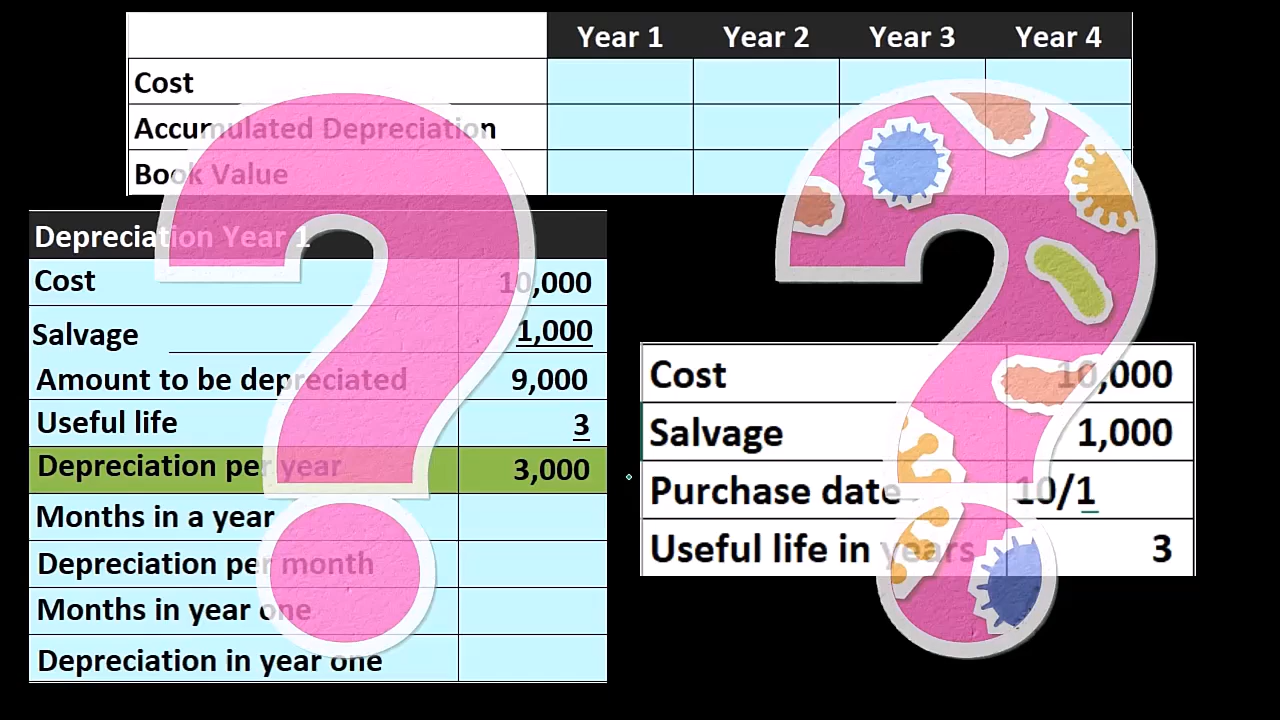 Year 1 Year 2 Year 3 Year 4
Cost
Accumulated Depreciation
Book Value
Depreciation Year 1
Cost 10,000
Salvage 1,000
Amount to be depreciated 9,000
Useful life 3
Depreciation per year 3,000
Months in a year
Depreciation per month
Months in year one
Depreciation in year one
Cost 10,000
Salvage 1,000
Purchase date 10/1
Useful life in years 3